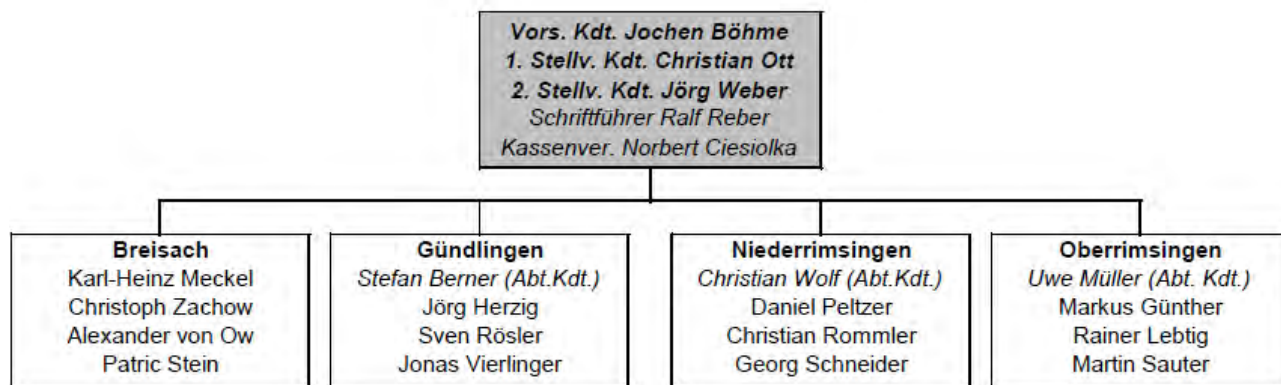 Vors. Kdt. Jochen Böhme
1. Stellv. Kdt. Christian Ott
2. Stellv. Kdt. Jörg Weber
Schriftführer Ralf Reber
Kassenver. Norbert Ciesiolka
Breisach
Karl-Heinz Meckel
Christoph Zachow
Alexander von Ow
Patric Stein
Gündlingen
Stefan Berner (Abt.Kdt.)
Jörg Herzig
Sven Rösler
Jonas Vierlinger
Niederrimsingen
Christian Wolf (Abt.Kdt.)
Daniel Peltzer
Christian Rommler
Georg Schneider
Oberrimsingen
Uwe Müller (Abt. Kdt.)
Markus Günther
Rainer Lebtig
Martin Sauter